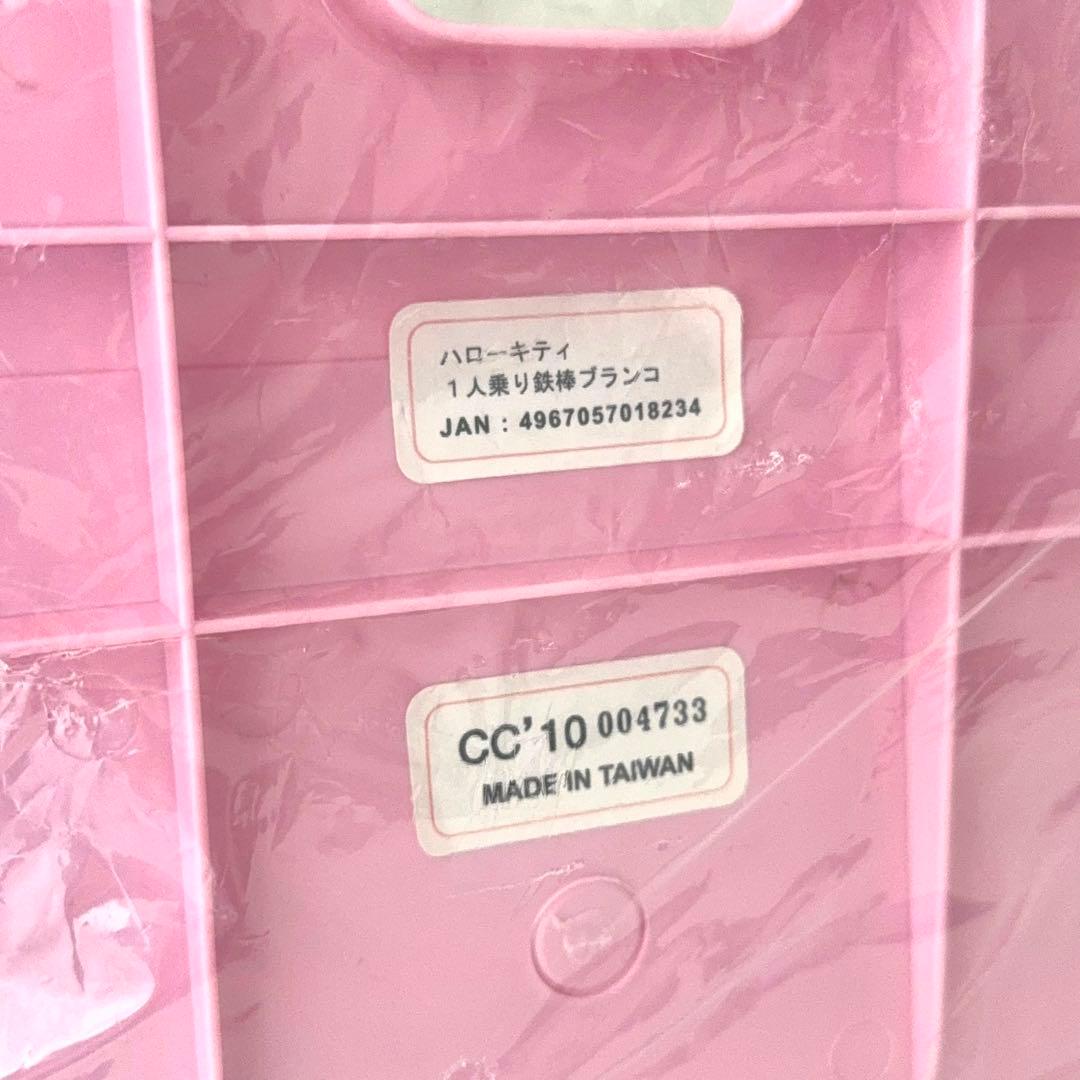 ハローキティ
1人乗り鉄棒ブランコ
JAN : 4967057018234
CC'10 004733
MADE IN TAIWAN